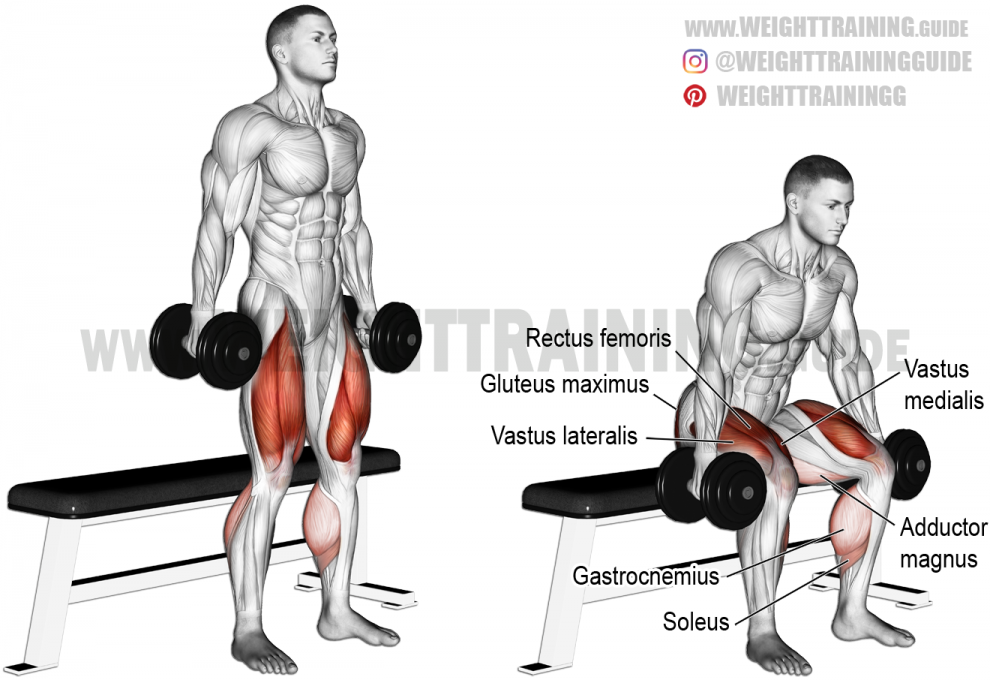 WWW.WEIGHTTRAINING.GUIDE
@WEIGHTTRAININGGUIDE
WEIGHTTRAININGG
WWW.WEIGHTTRAINING.GUIDE
Rectus femoris
Gluteus maximus
Vastus lateralis
Vastus
medialis
Adductor
magnus
Gastrocnemius
Soleus